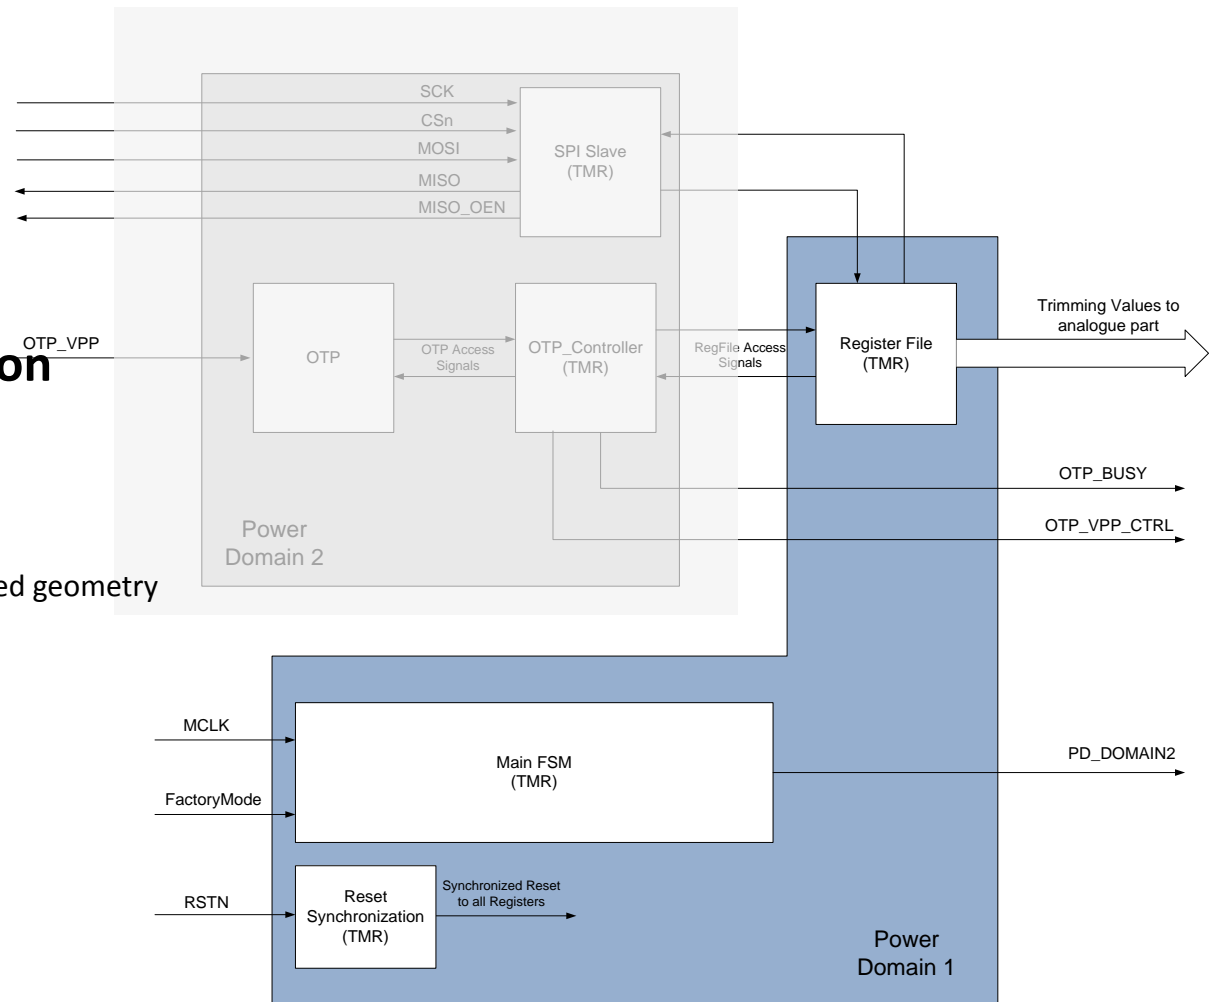 SCK
CSn
MOSI
MISO
MISO_OEN
SPI Slave
(TMR)
OTP_VPP
on
OTP
OTP Access
Signals
OTP_Controller
(TMR)
RegFile Access
Signals
Register File
(TMR)
Trimming Values to
analogue part
OTP_BUSY
OTP_VPP_CTRL
Power
Domain 2
ed geometry
MCLK
FactoryMode
Main FSM
(TMR)
PD_DOMAIN2
RSTN
Reset
Synchronization
(TMR)
Synchronized Reset
to all Registers
Power
Domain 1